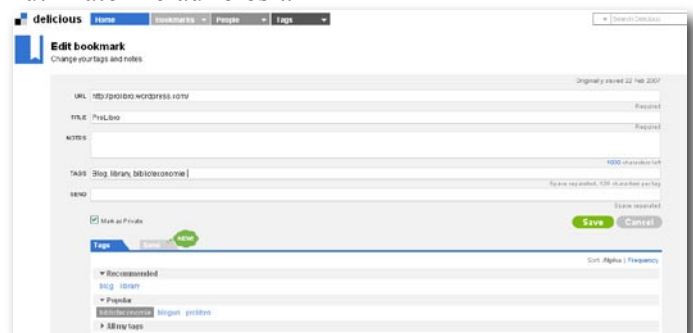 delicious Home Bookmarks People Tags Search Delicious
Edit bookmark
Change your tags and notes
Originally saved 22 Feb 2007
URL http://prolibro.wordpress.com/
Required
TITLE ProLibro
Required
NOTES
1000 characters left
TAGS Blog, library, biblioteconomie
Space separated, 128 characters per tag
SEND
Space separated
Mark as Private
Save Cancel
Tags Send NEW!
Sort: Alpha | Frequency
Recommended
blog library
Popular
biblioteconomie bloguri prolibro
All my tags